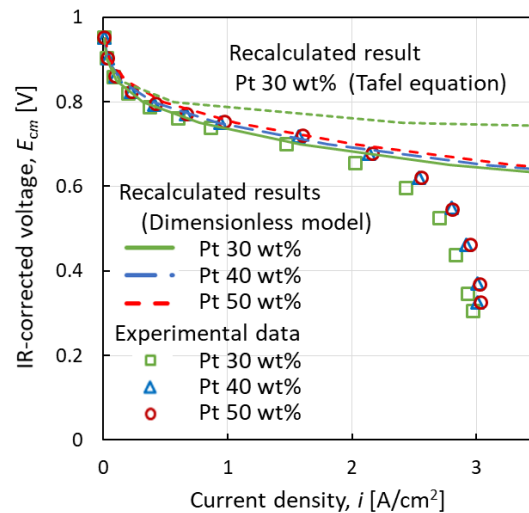 IR-corrected voltage, E_cm [V]
1
0.8
0.6
0.4
0.2
0
Recalculated result
Pt 30 wt% (Tafel equation)
Recalculated results
(Dimensionless model)
Pt 30 wt%
Pt 40 wt%
Pt 50 wt%
Experimental data
Pt 30 wt%
Pt 40 wt%
Pt 50 wt%
0
1
2
3
Current density, i [A/cm²]